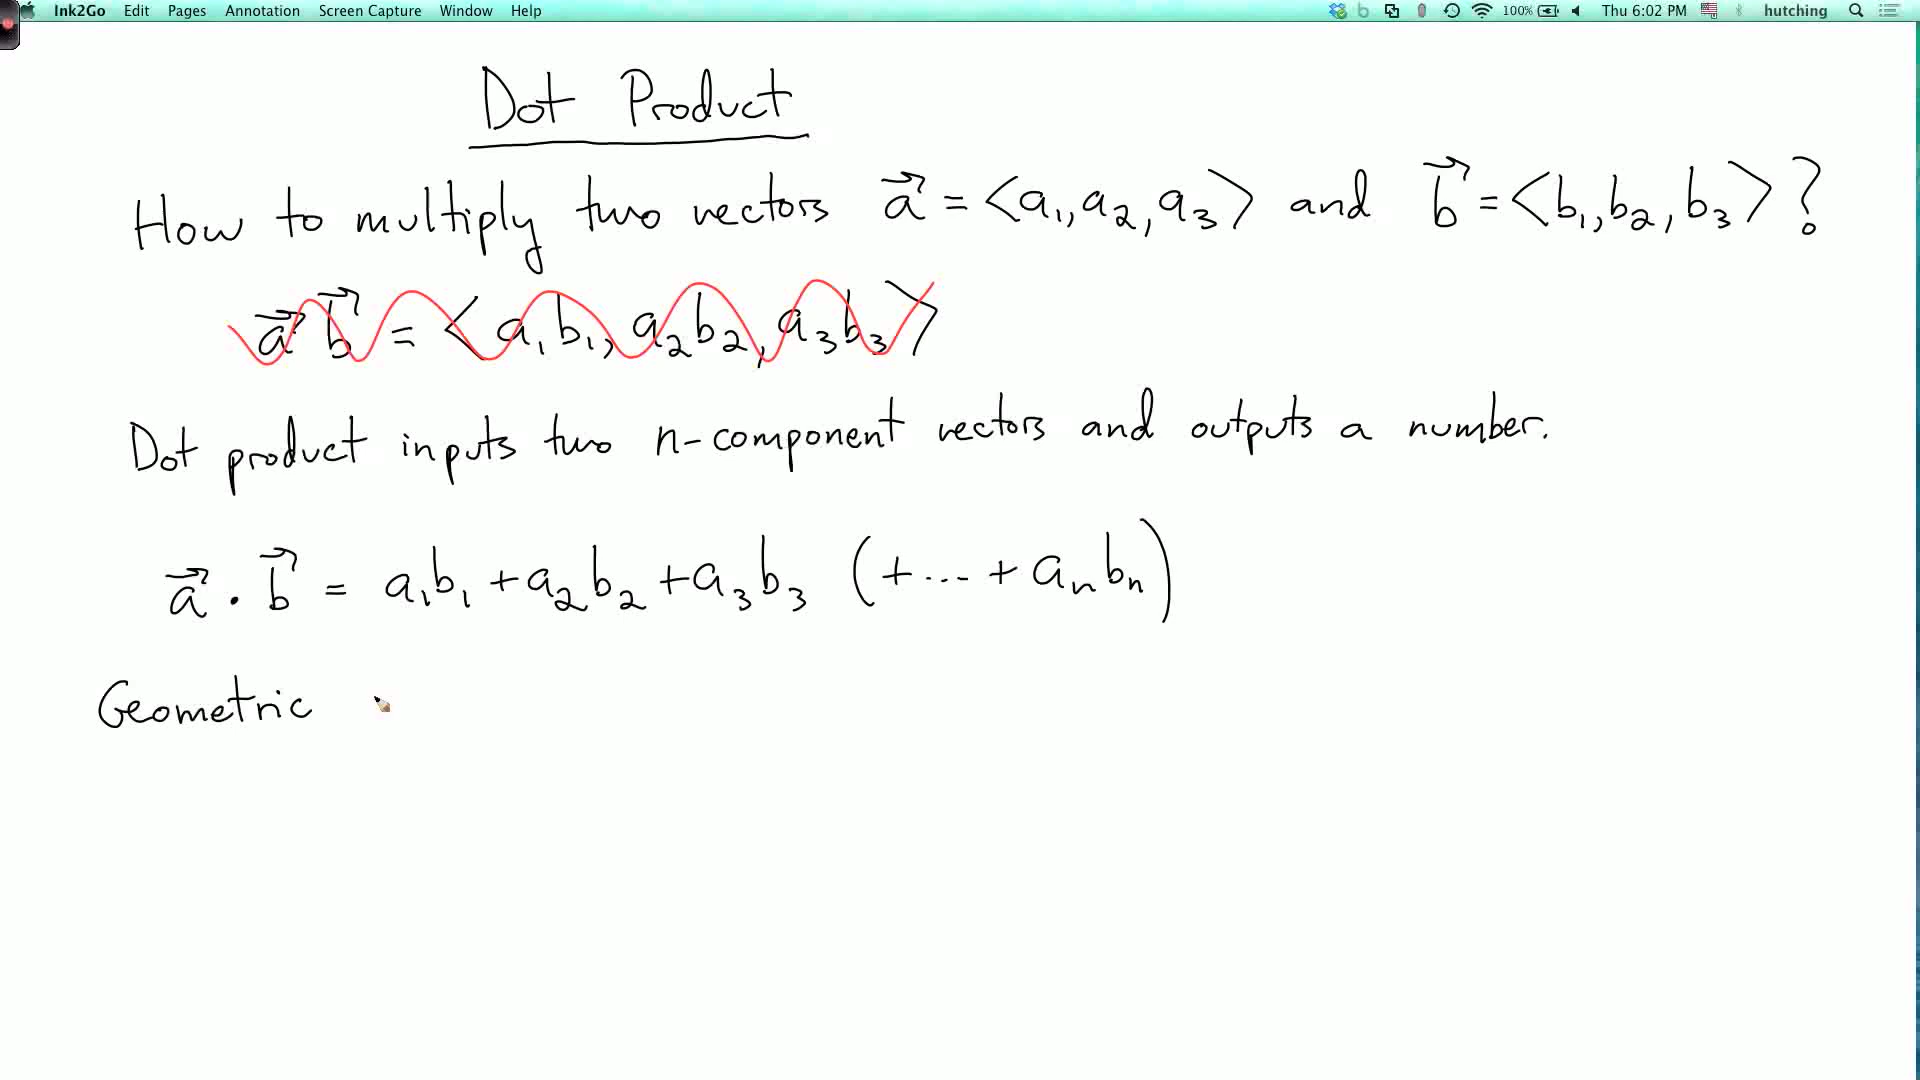 Ink2Go Edit Pages Annotation Screen Capture Window Help 100% Thu 6:02 PM hutching
Dot Product
How to multiply two vectors a⃗ = <a₁, a₂, a₃> and b⃗ = <b₁, b₂, b₃>?
a⃗ b⃗ = <a₁b₁, a₂b₂, a₃b₃>
Dot product inputs two n-component vectors and outputs a number.
a⃗ · b⃗ = a₁b₁ + a₂b₂ + a₃b₃ (+ ... + aₙbₙ)
Geometric